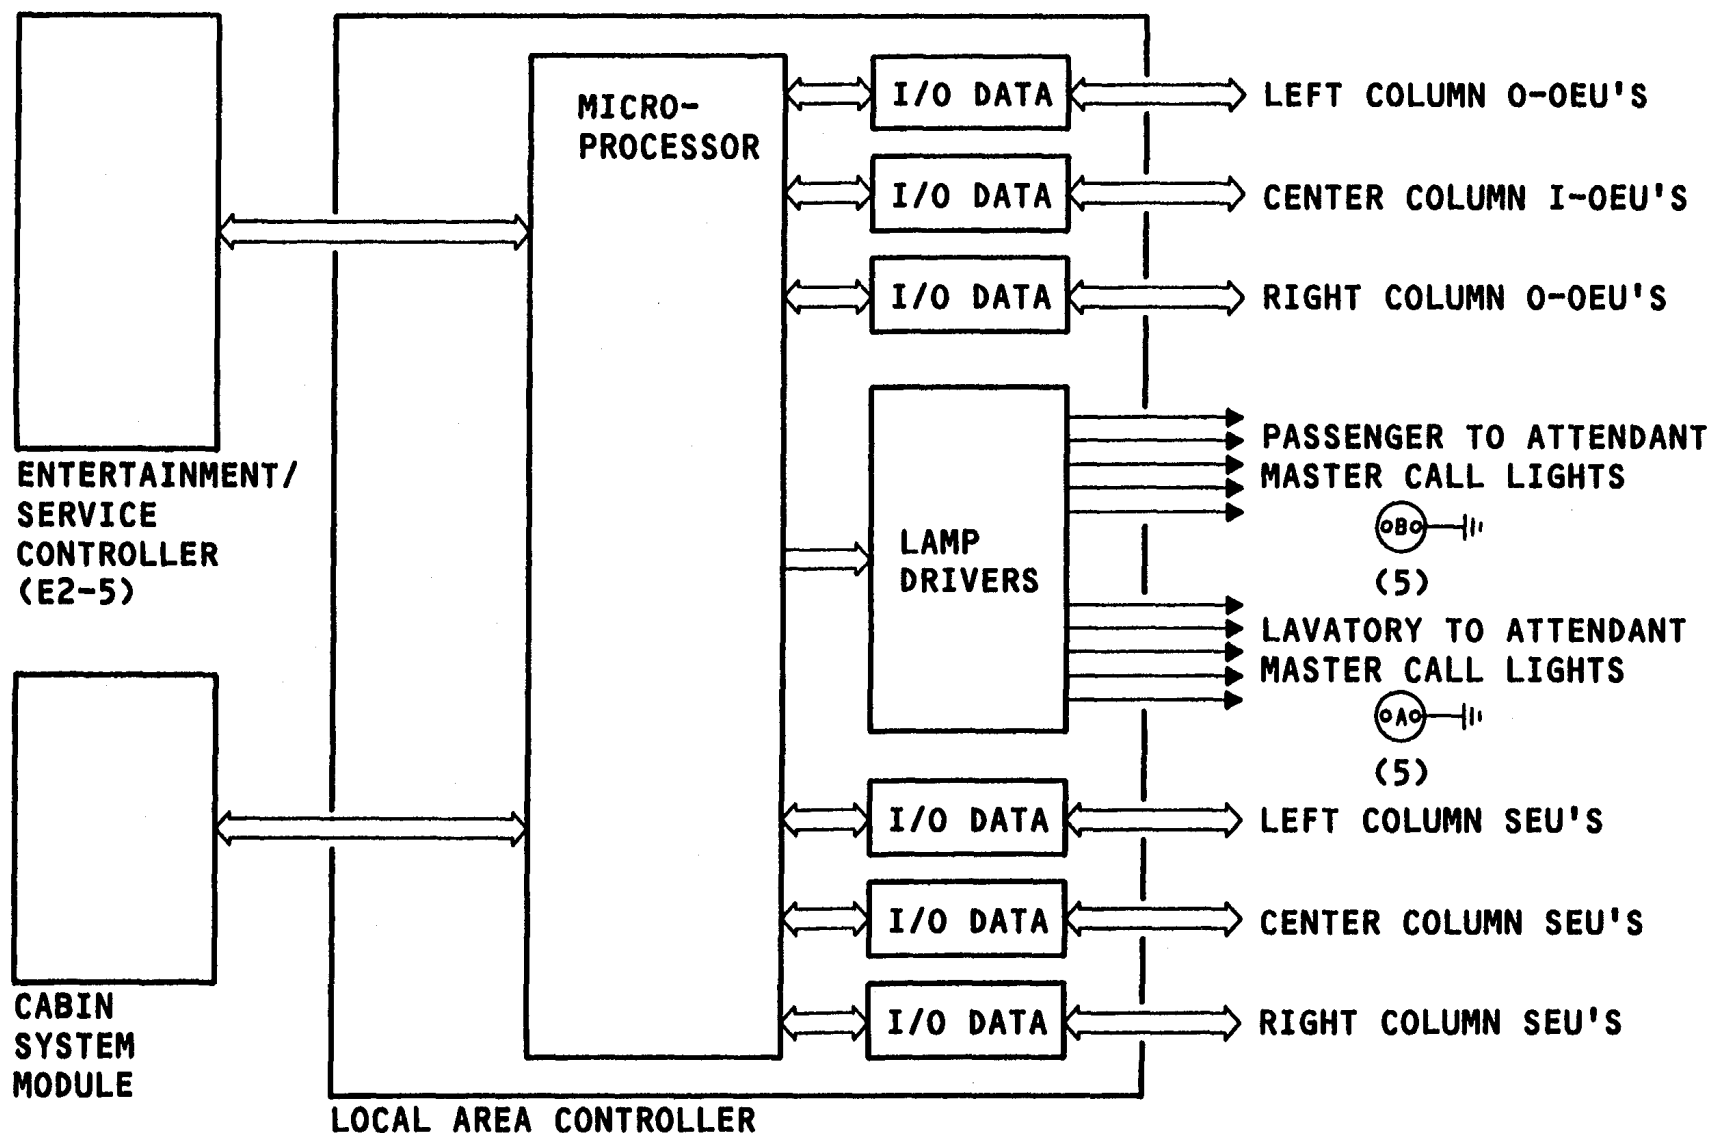 MICRO-
PROCESSOR
I/O DATA
LEFT COLUMN O-OEU'S
I/O DATA
CENTER COLUMN I-OEU'S
I/O DATA
RIGHT COLUMN O-OEU'S
ENTERTAINMENT/
SERVICE
CONTROLLER
(E2-5)
LAMP
DRIVERS
PASSENGER TO ATTENDANT
MASTER CALL LIGHTS
B
(5)
LAVATORY TO ATTENDANT
MASTER CALL LIGHTS
A
(5)
I/O DATA
LEFT COLUMN SEU'S
I/O DATA
CENTER COLUMN SEU'S
I/O DATA
RIGHT COLUMN SEU'S
CABIN
SYSTEM
MODULE
LOCAL AREA CONTROLLER